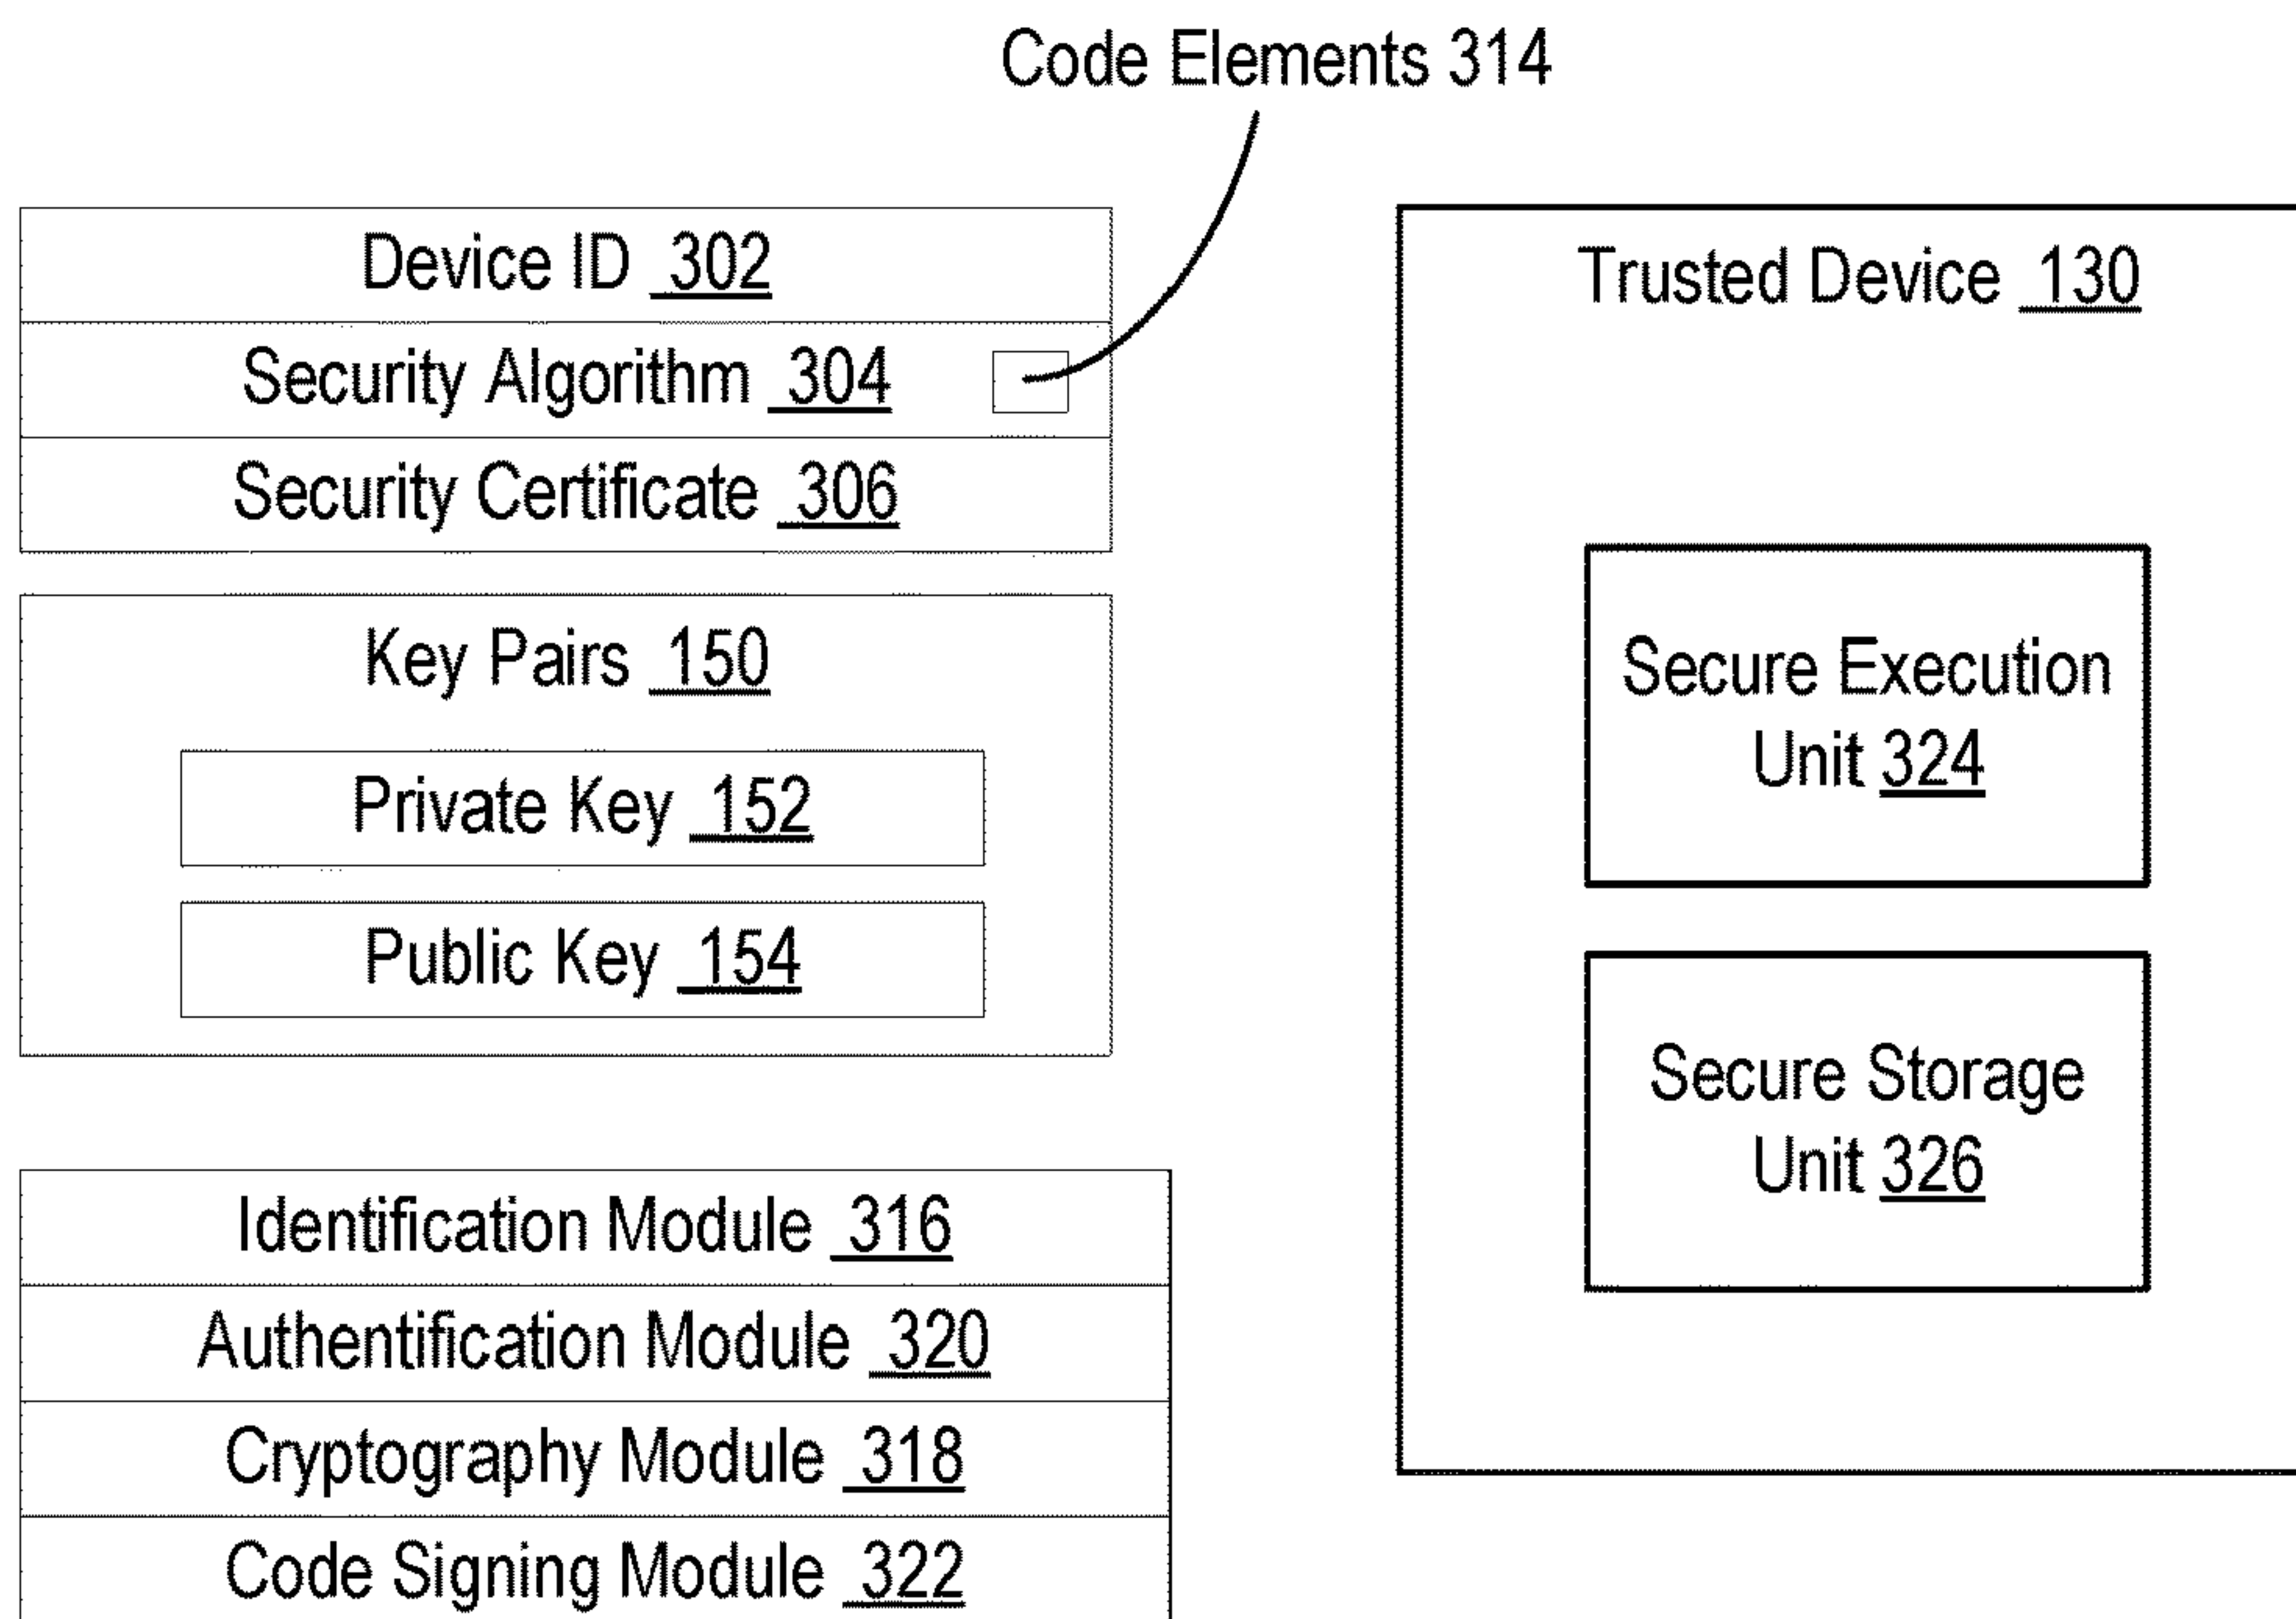 Code Elements 314
Device ID 302
Security Algorithm 304
Security Certificate 306
Key Pairs 150
Private Key 152
Public Key 154
Identification Module 316
Authentification Module 320
Cryptography Module 318
Code Signing Module 322
Trusted Device 130
Secure Execution
Unit 324
Secure Storage
Unit 326